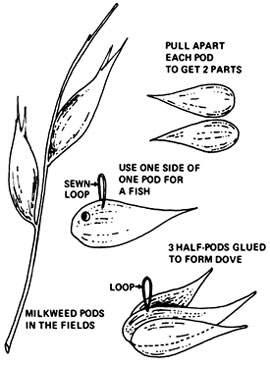 PULL APART
EACH POD
TO GET 2 PARTS
USE ONE SIDE OF
ONE POD FOR
A FISH
SEWN
LOOP
3 HALF-PODS GLUED
TO FORM DOVE
LOOP
MILKWEED PODS
IN THE FIELDS